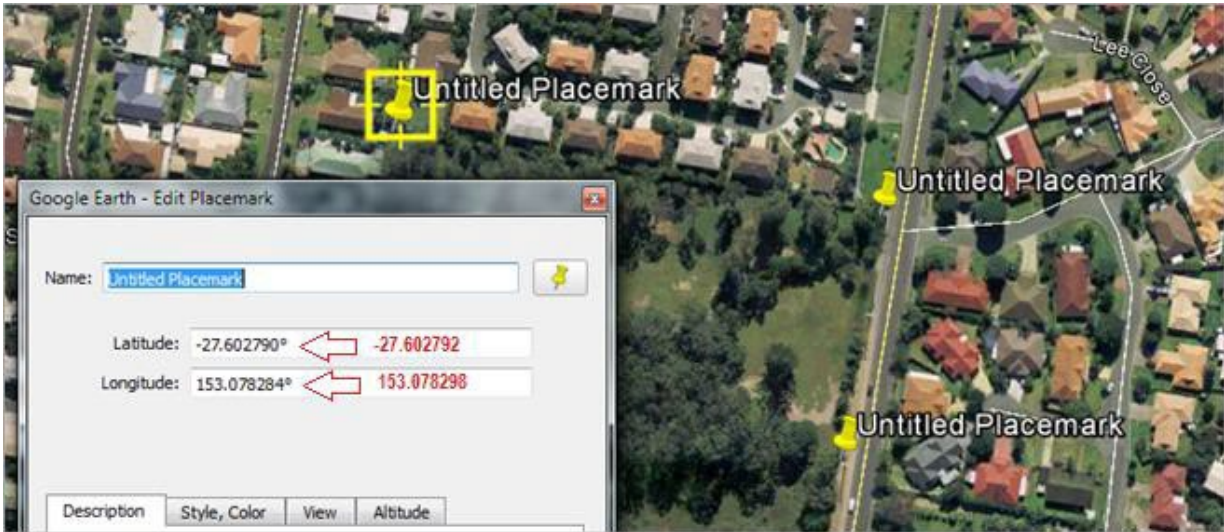 Lee Close
Untitled Placemark
Untitled Placemark
Google Earth - Edit Placemark
Name: Untitled Placemark
Latitude: -27.602790° -27.602792
Longitude: 153.078284° 153.078298
Untitled Placemark
Description Style, Color View Altitude